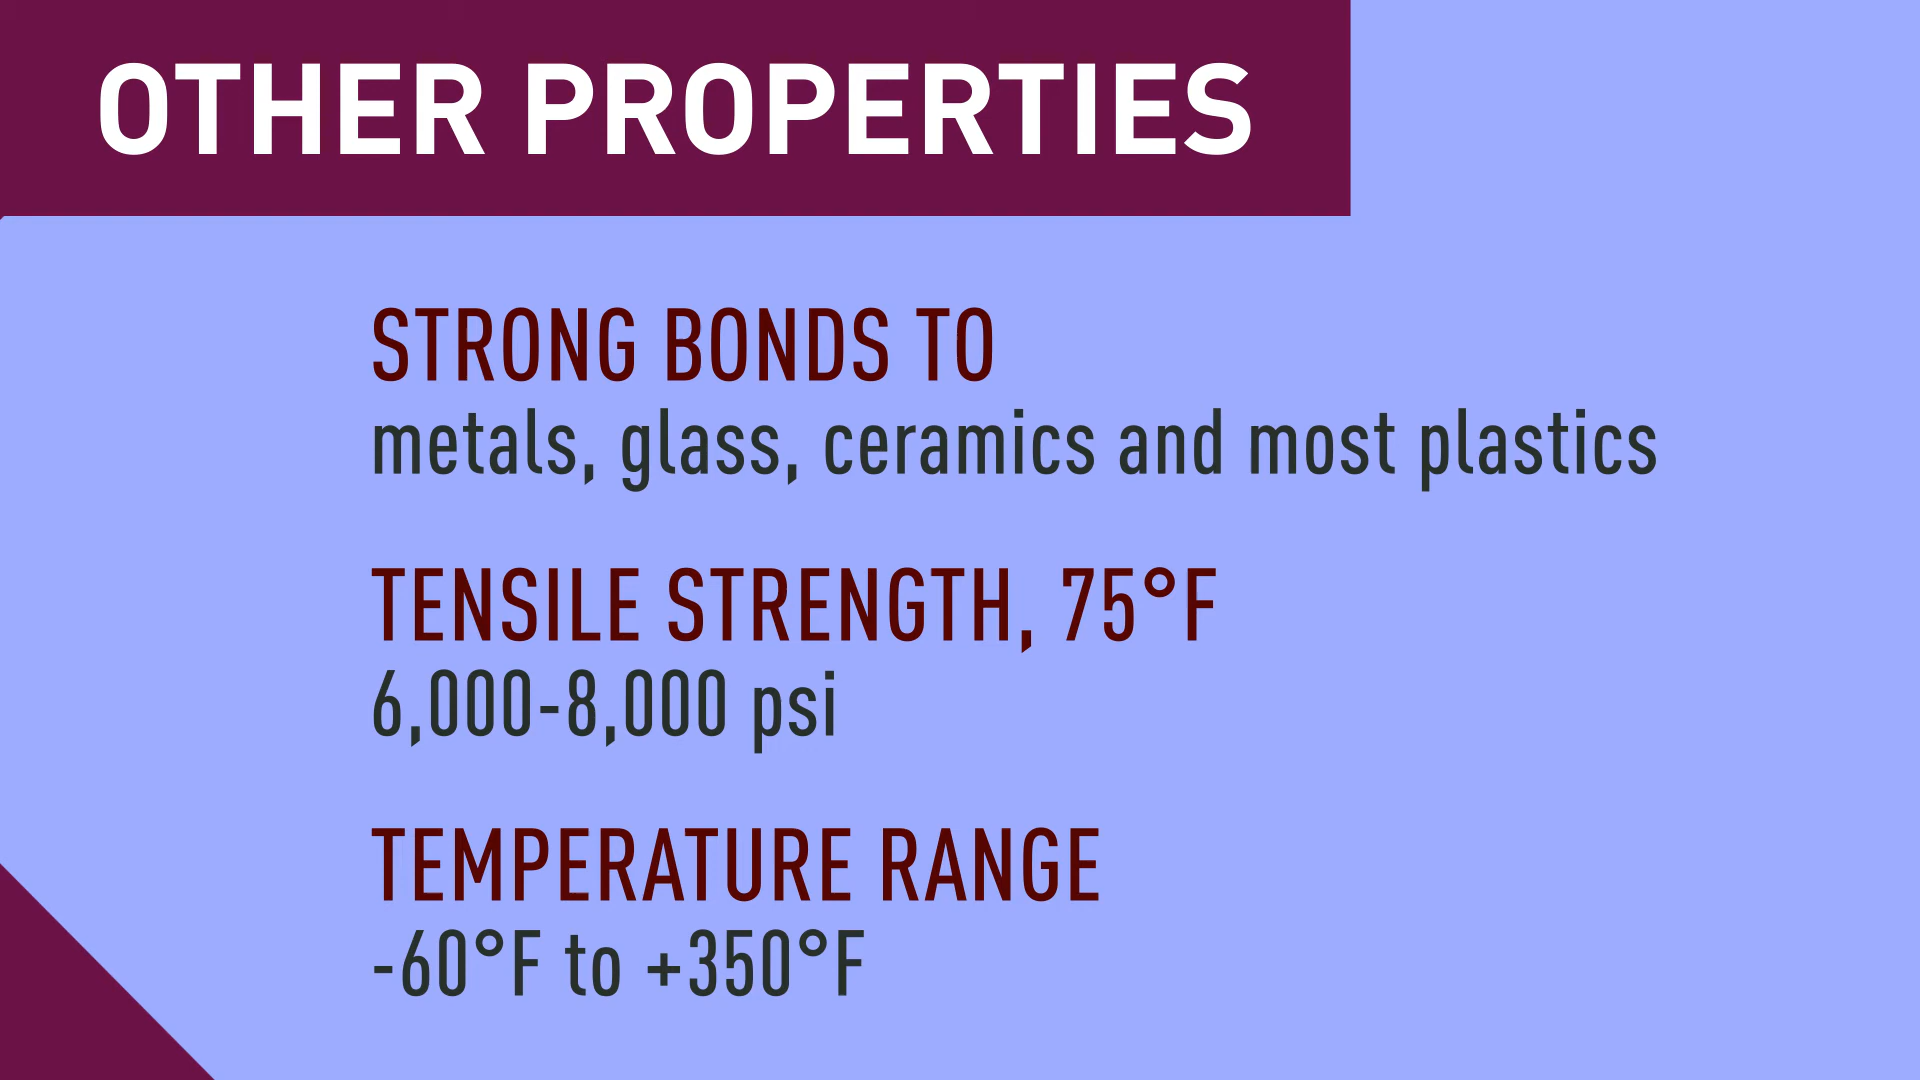 OTHER PROPERTIES
STRONG BONDS TO
metals, glass, ceramics and most plastics
TENSILE STRENGTH, 75°F
6,000-8,000 psi
TEMPERATURE RANGE
-60°F to +350°F